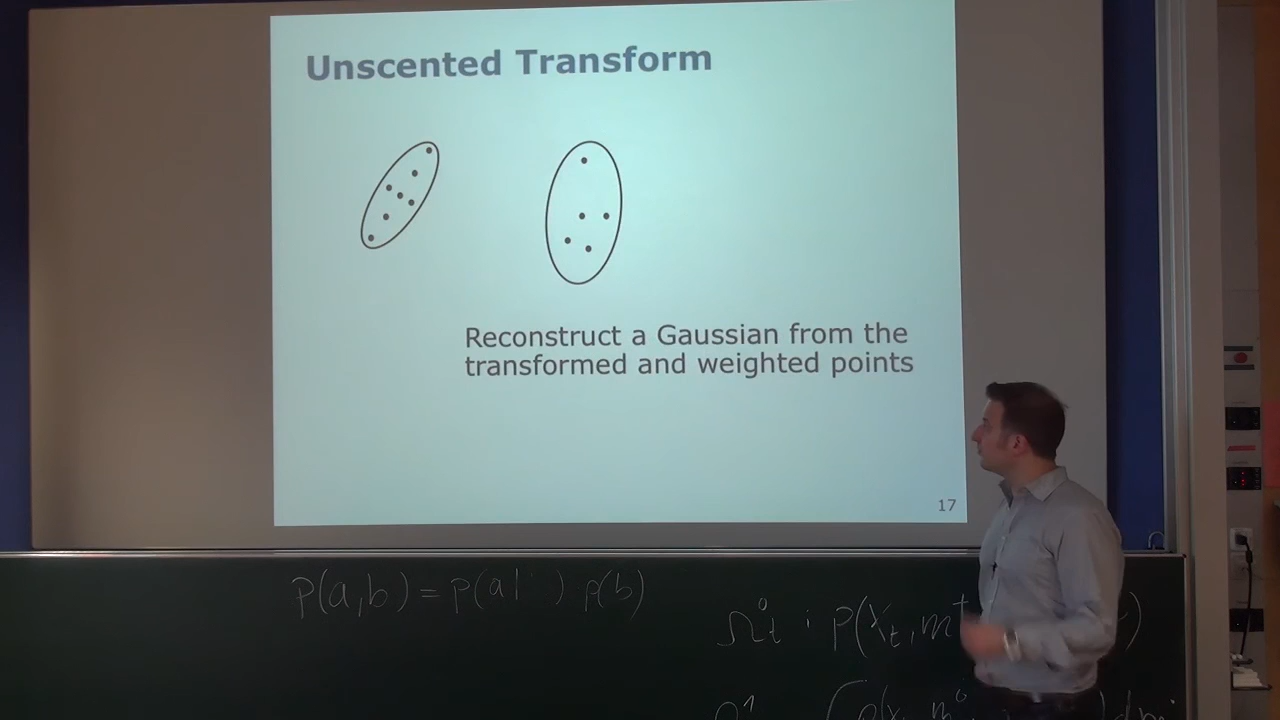 Unscented Transform
Reconstruct a Gaussian from the
transformed and weighted points
17
P(a,b) = p(a| ) p(b)